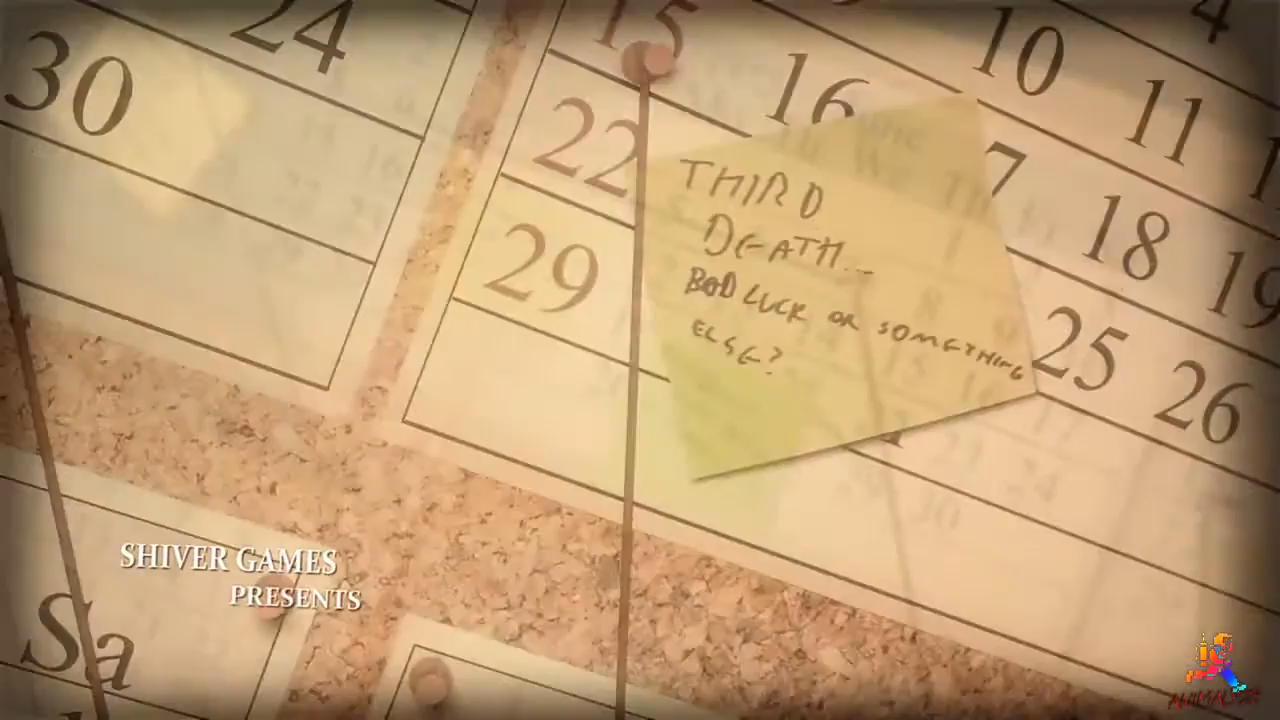 30
24
15
16
10
11
4
22
7
18
19
29
25
26
THIRD
DEATH...
BAD LUCK OR SOMETHING
ELSE?
SHIVER GAMES
PRESENTS
Sa